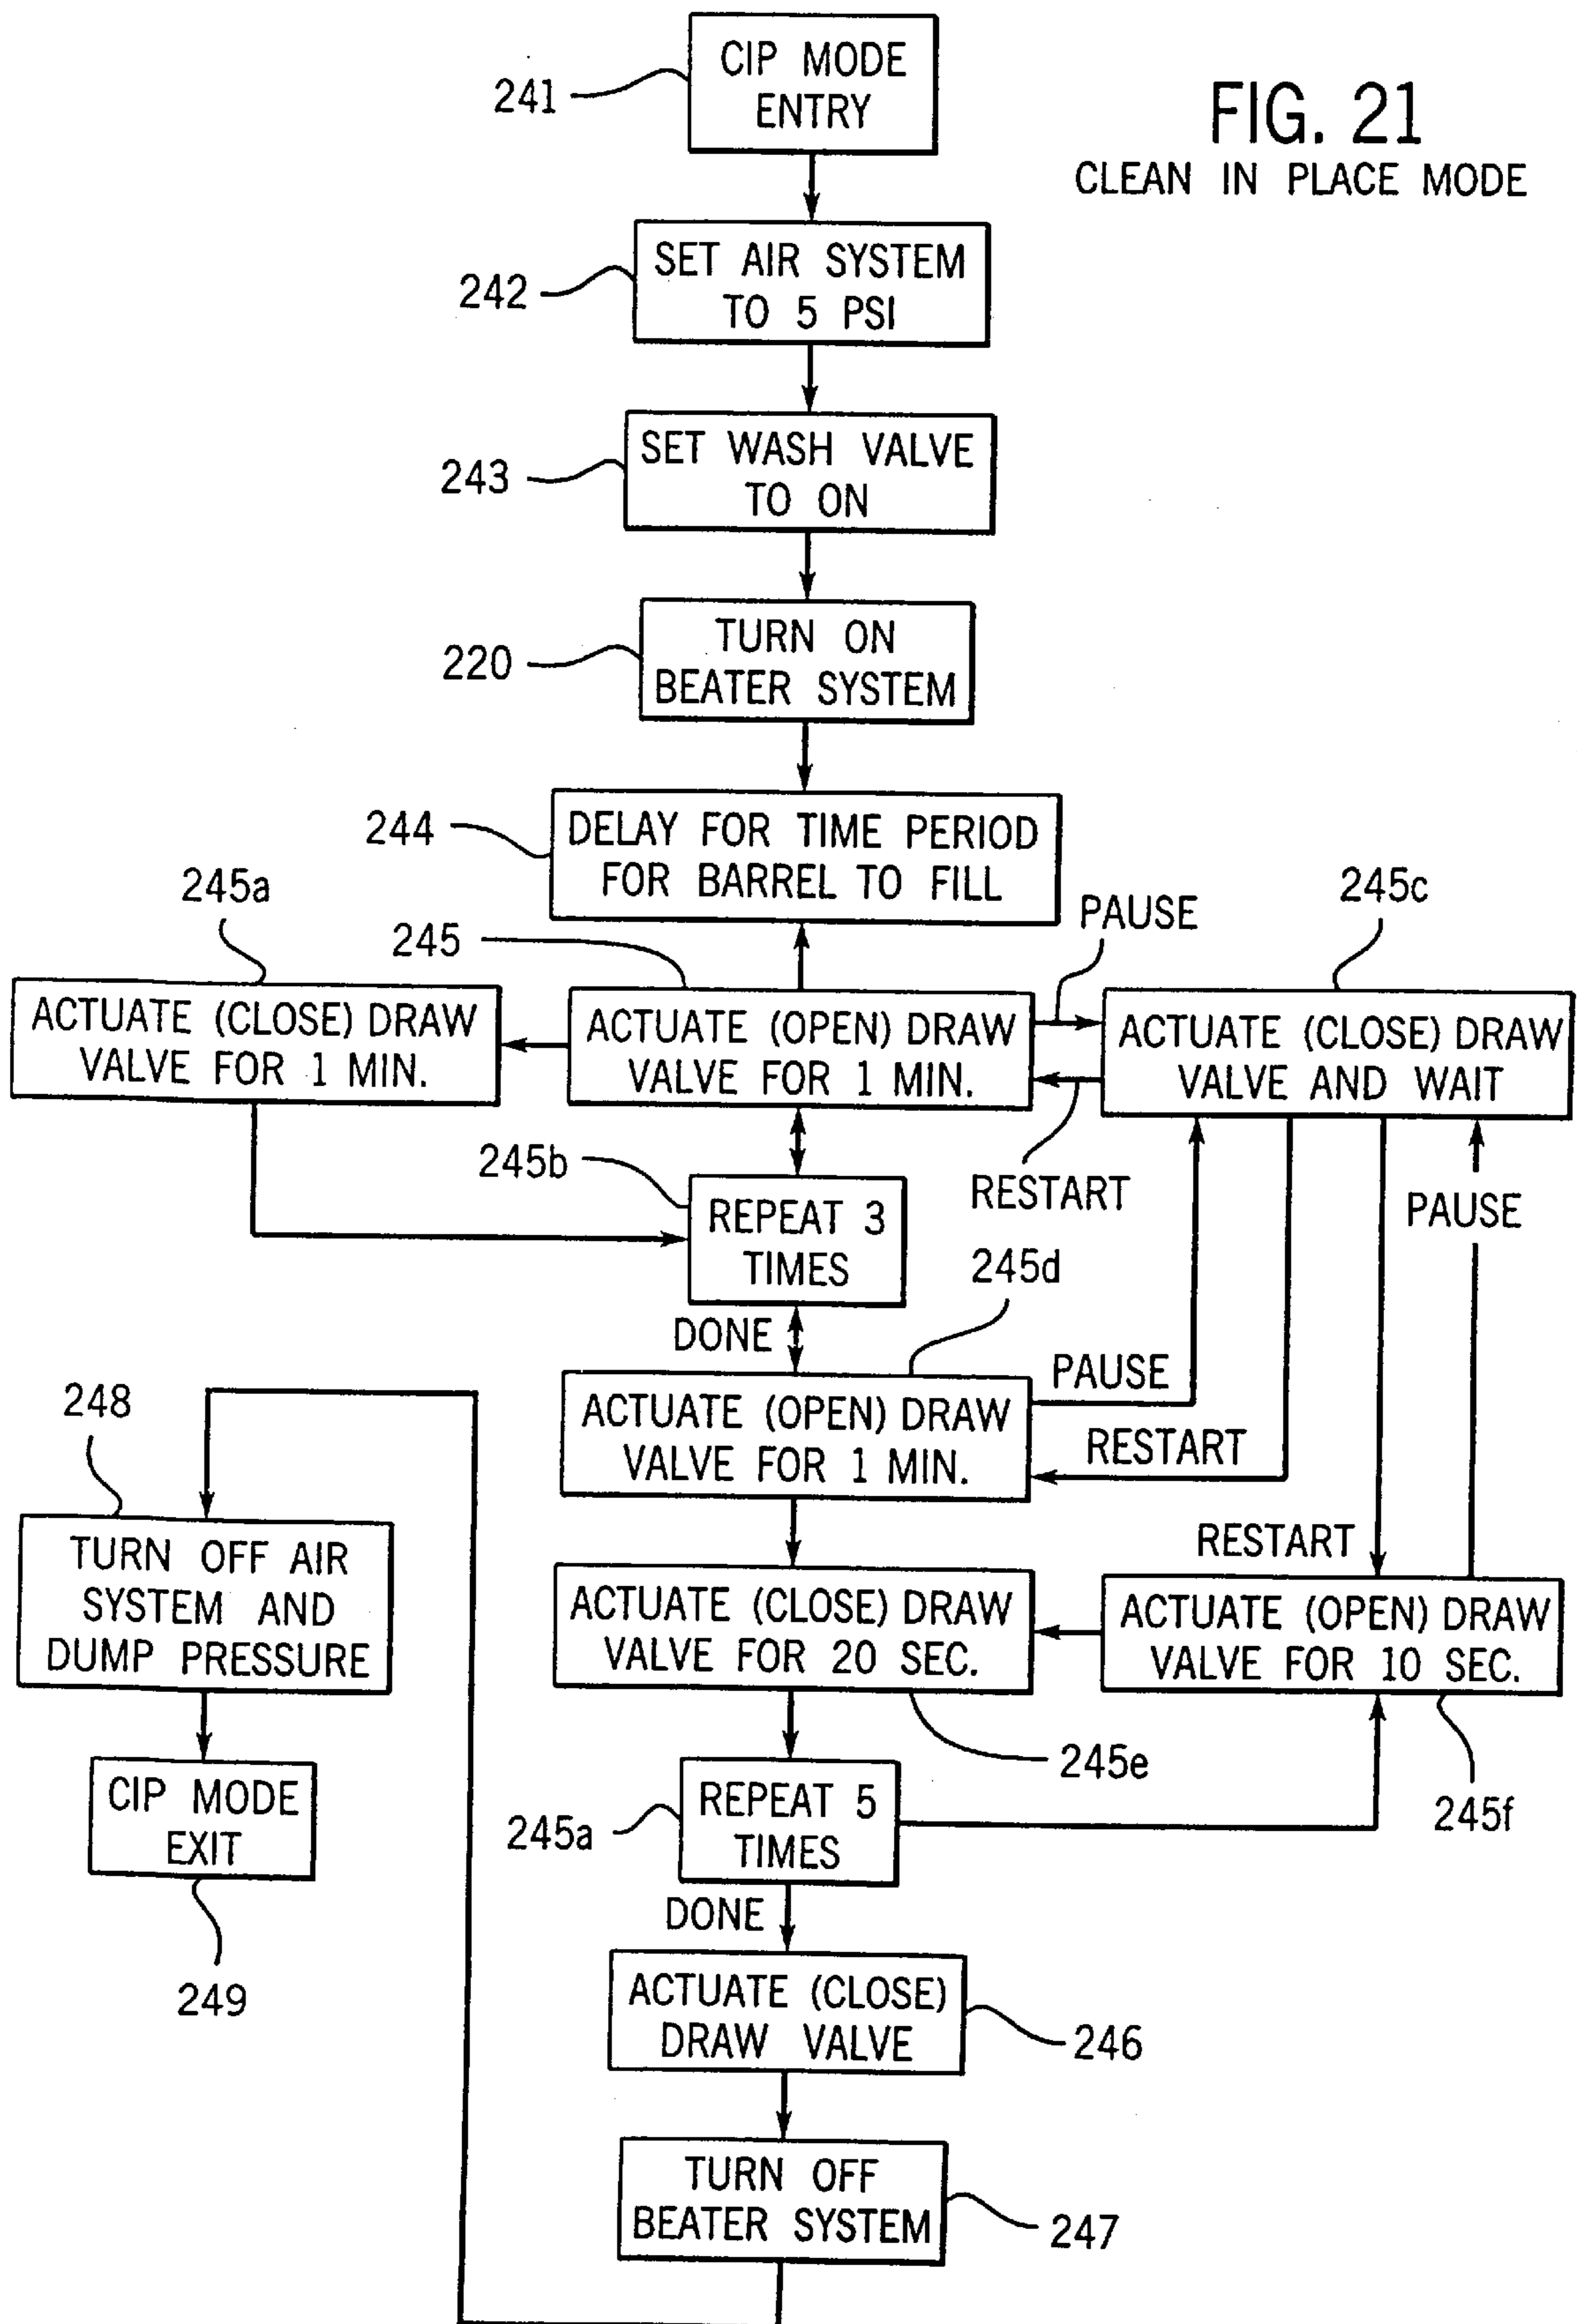 CIP MODE
ENTRY
241
FIG. 21
CLEAN IN PLACE MODE
SET AIR SYSTEM
TO 5 PSI
242
SET WASH VALVE
TO ON
243
TURN ON
BEATER SYSTEM
220
DELAY FOR TIME PERIOD
FOR BARREL TO FILL
244
245a
245
PAUSE
245c
ACTUATE (CLOSE) DRAW
VALVE FOR 1 MIN.
ACTUATE (OPEN) DRAW
VALVE FOR 1 MIN.
ACTUATE (CLOSE) DRAW
VALVE AND WAIT
245b
REPEAT 3
TIMES
RESTART
PAUSE
245d
DONE
248
ACTUATE (OPEN) DRAW
VALVE FOR 1 MIN.
PAUSE
RESTART
TURN OFF AIR
SYSTEM AND
DUMP PRESSURE
ACTUATE (CLOSE) DRAW
VALVE FOR 20 SEC.
RESTART
ACTUATE (OPEN) DRAW
VALVE FOR 10 SEC.
245e
245f
CIP MODE
EXIT
249
245a
REPEAT 5
TIMES
DONE
ACTUATE (CLOSE)
DRAW VALVE
246
TURN OFF
BEATER SYSTEM
247